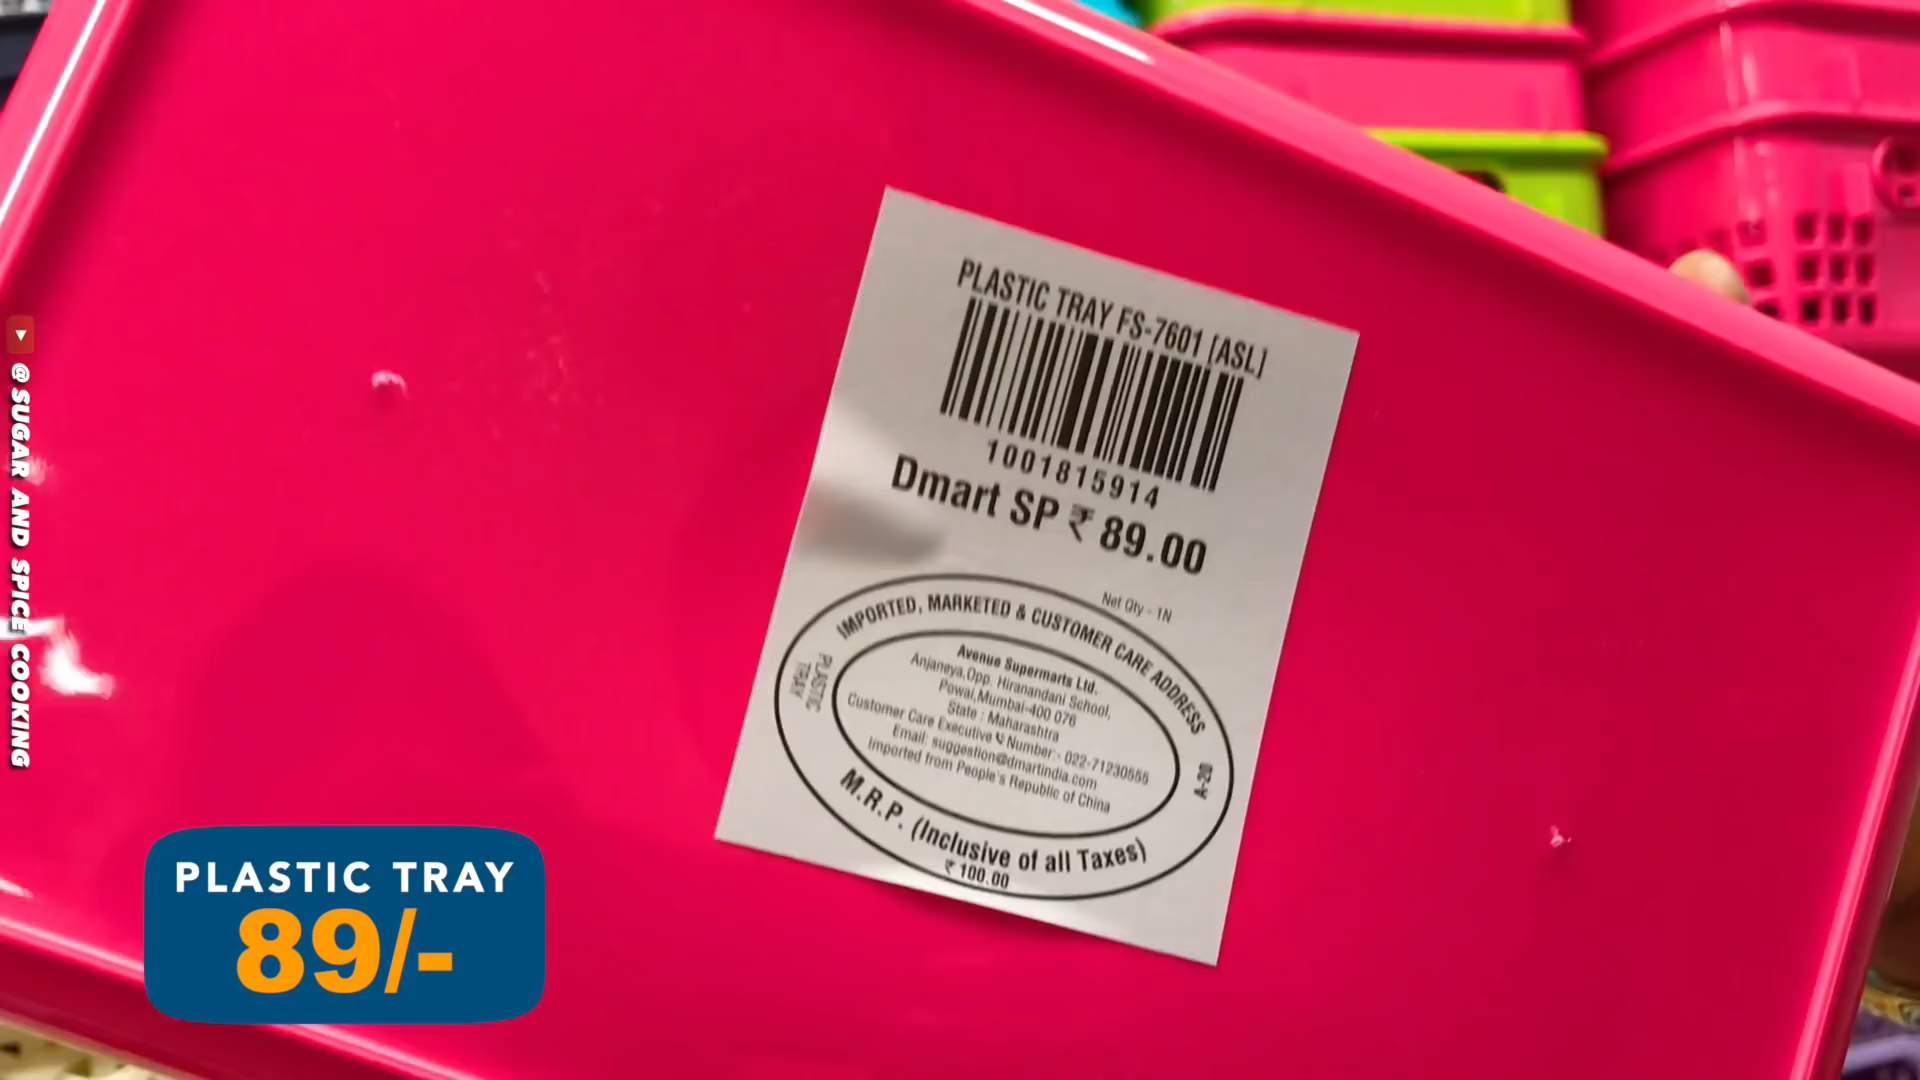 PLASTIC TRAY FS-7601 [ASL]
1001815914
Dmart SP ₹ 89.00
Net Qty - 1N
IMPORTED, MARKETED & CUSTOMER CARE ADDRESS
PLASTIC
TRAY
Avenue Supermarts Ltd.
Anjaneya,Opp. Hiranandani School,
Powai,Mumbai-400 076
State : Maharashtra
Customer Care Executive Number:- 022-71230555
Email: suggestion@dmartindia.com
Imported from People's Republic of China
A-20
M.R.P. (Inclusive of all Taxes)
₹ 100.00
@SUGAR AND SPICE COOKING
PLASTIC TRAY
89/-